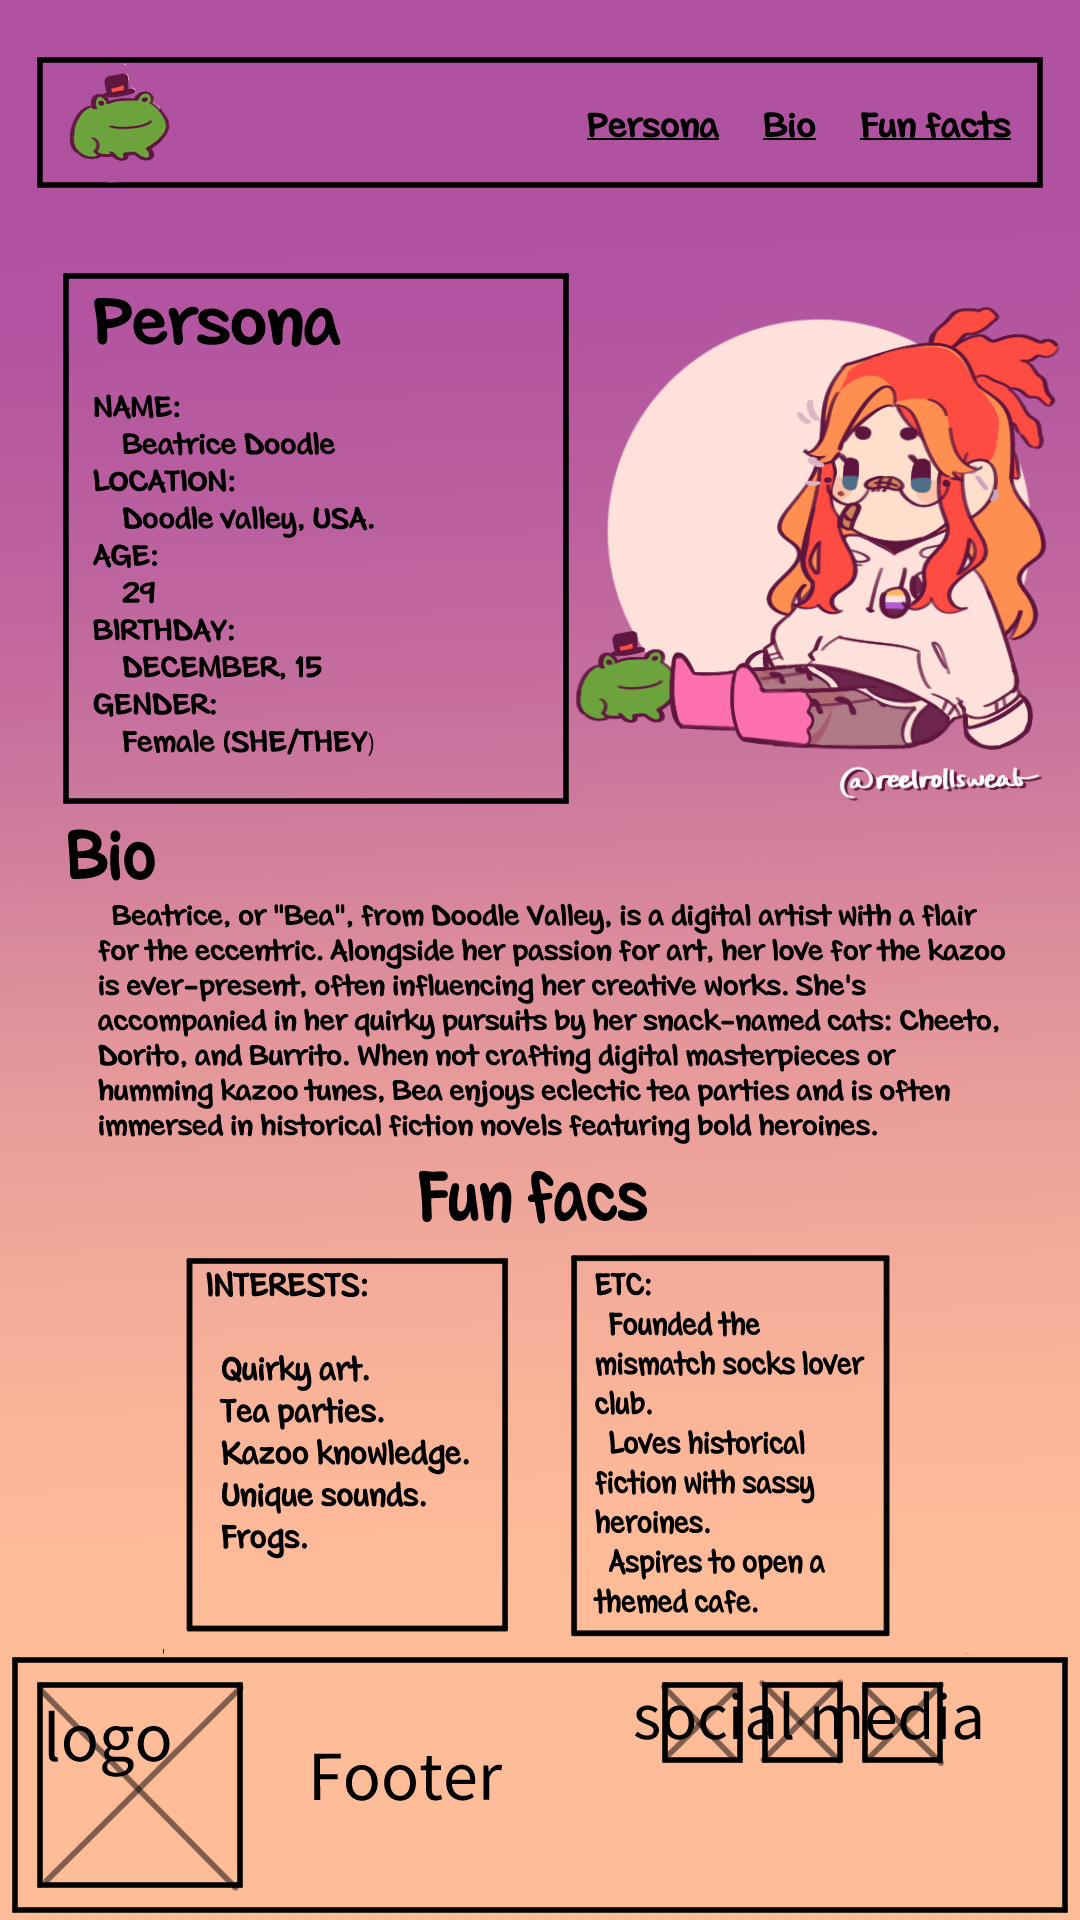 Persona Bio Fun facts
Persona
NAME:
Beatrice Doodle
LOCATION:
Doodle valley, USA.
AGE:
29
BIRTHDAY:
DECEMBER, 15
GENDER:
Female (SHE/THEY)
@reelrollsweat
Bio
Beatrice, or "Bea", from Doodle Valley, is a digital artist with a flair
for the eccentric. Alongside her passion for art, her love for the kazoo
is ever-present, often influencing her creative works. She's
accompanied in her quirky pursuits by her snack-named cats: Cheeto,
Dorito, and Burrito. When not crafting digital masterpieces or
humming kazoo tunes, Bea enjoys eclectic tea parties and is often
immersed in historical fiction novels featuring bold heroines.
Fun facs
INTERESTS:
Quirky art.
Tea parties.
Kazoo knowledge.
Unique sounds.
Frogs.
ETC:
Founded the
mismatch socks lover
club.
Loves historical
fiction with sassy
heroines.
Aspires to open a
themed cafe.
logo
Footer
social media